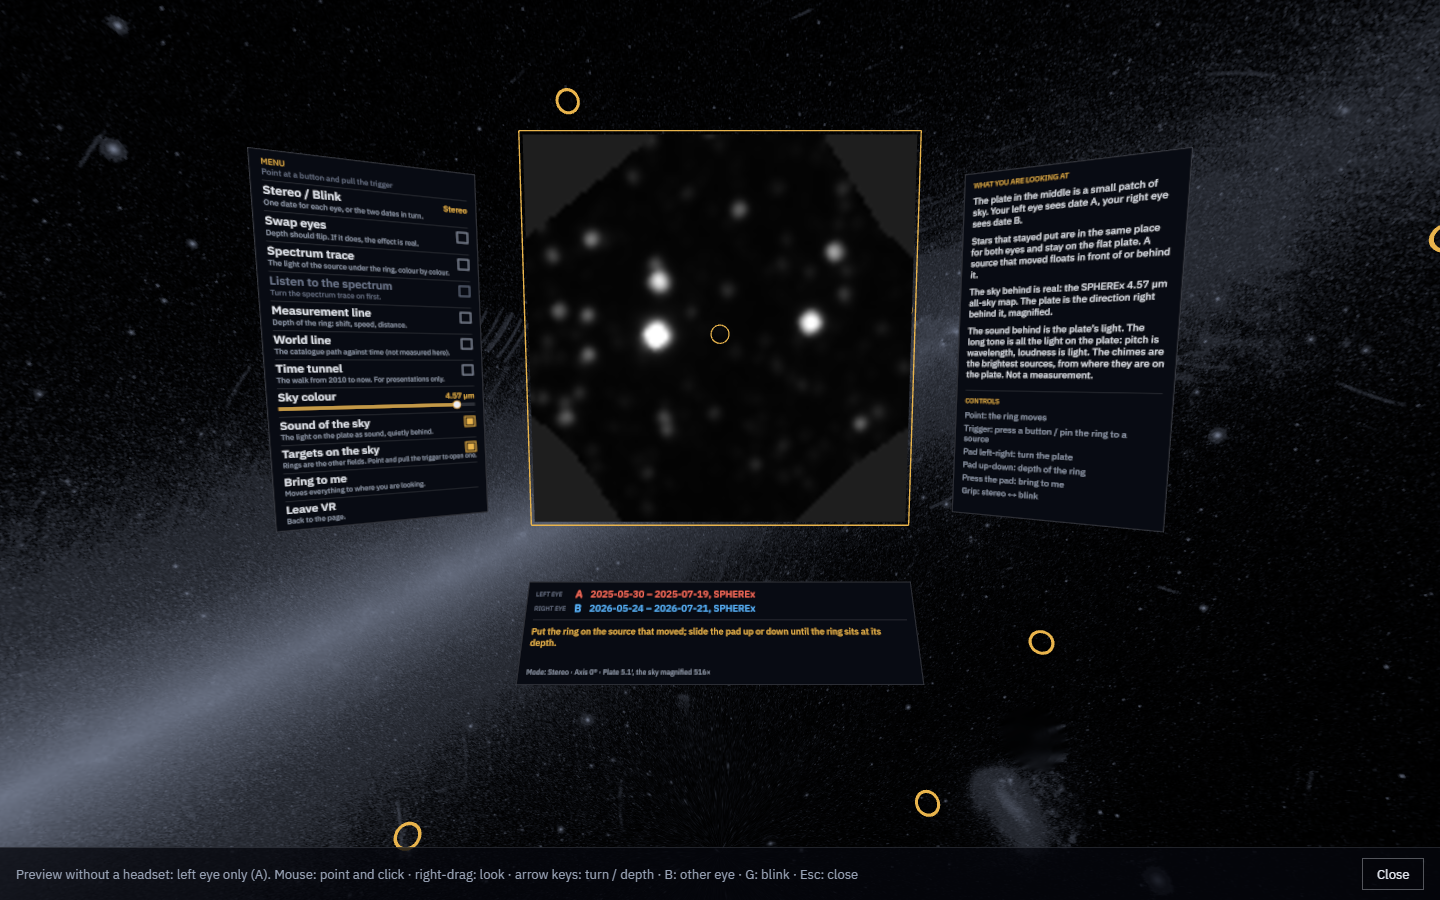 MENU
Point at a button and pull the trigger
Stereo / Blink
Stereo
One date for each eye, or the two dates in turn.
Swap eyes
Depth should flip. If it does, the effect is real.
Spectrum trace
The light of the source under the ring, colour by colour.
Listen to the spectrum
Turn the spectrum trace on first.
Measurement line
Depth of the ring: shift, speed, distance.
World line
The catalogue path against time (not measured here).
Time tunnel
The walk from 2010 to now. For presentations only.
Sky colour
4.57 µm
Sound of the sky
The light on the plate as sound, quietly behind.
Targets on the sky
Rings are the other fields. Point and pull the trigger to open one.
Bring to me
Moves everything to where you are looking.
Leave VR
Back to the page.
WHAT YOU ARE LOOKING AT
The plate in the middle is a small patch of
sky. Your left eye sees date A, your right eye
sees date B.
Stars that stayed put are in the same place
for both eyes and stay on the flat plate. A
source that moved floats in front of or behind
it.
The sky behind is real: the SPHEREx 4.57 µm
all-sky map. The plate is the direction right
behind it, magnified.
The sound behind is the plate's light. The
long tone is all the light on the plate: pitch is
wavelength, loudness is light. The chimes are
the brightest sources, from where they are on
the plate. Not a measurement.
CONTROLS
Point: the ring moves
Trigger: press a button / pin the ring to a
source
Pad left-right: turn the plate
Pad up-down: depth of the ring
Press the pad: bring to me
Grip: stereo ↔ blink
LEFT EYE A 2025-05-30 – 2025-07-19, SPHEREx
RIGHT EYE B 2026-05-24 – 2026-07-21, SPHEREx
Put the ring on the source that moved; slide the pad up or down until the ring sits at its
depth.
Mode: Stereo · Axis 0° · Plate 5.1′, the sky magnified 516×
Preview without a headset: left eye only (A). Mouse: point and click · right-drag: look · arrow keys: turn / depth · B: other eye · G: blink · Esc: close
Close